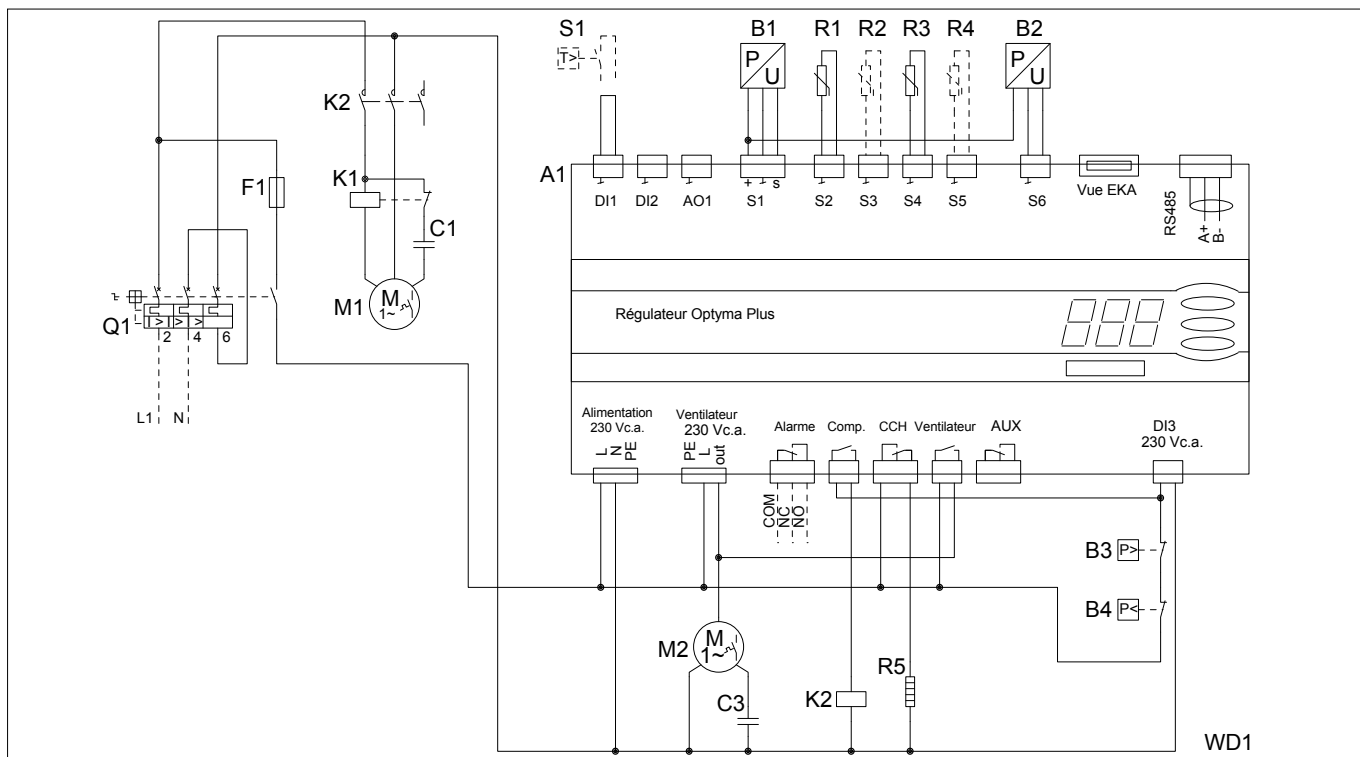 S1 B1 R1 R2 R3 R4 B2
T> P U P U
K2
A1
F1 K1
DI1 DI2 AO1 + - s S1 S2 S3 S4 S5 S6 Vue EKA RS485 A+ B-
C1
M 1~ M1
Régulateur Optyma Plus
Q1 I> I> I> 2 4 6
L1 N
Alimentation 230 Vc.a. L N PE
Ventilateur 230 Vc.a. PE L out
Alarme Comp. CCH Ventilateur AUX
DI3 230 Vc.a.
COM NC NO
B3 P>
B4 P<
M2 M 1~
C3 K2 R5
WD1